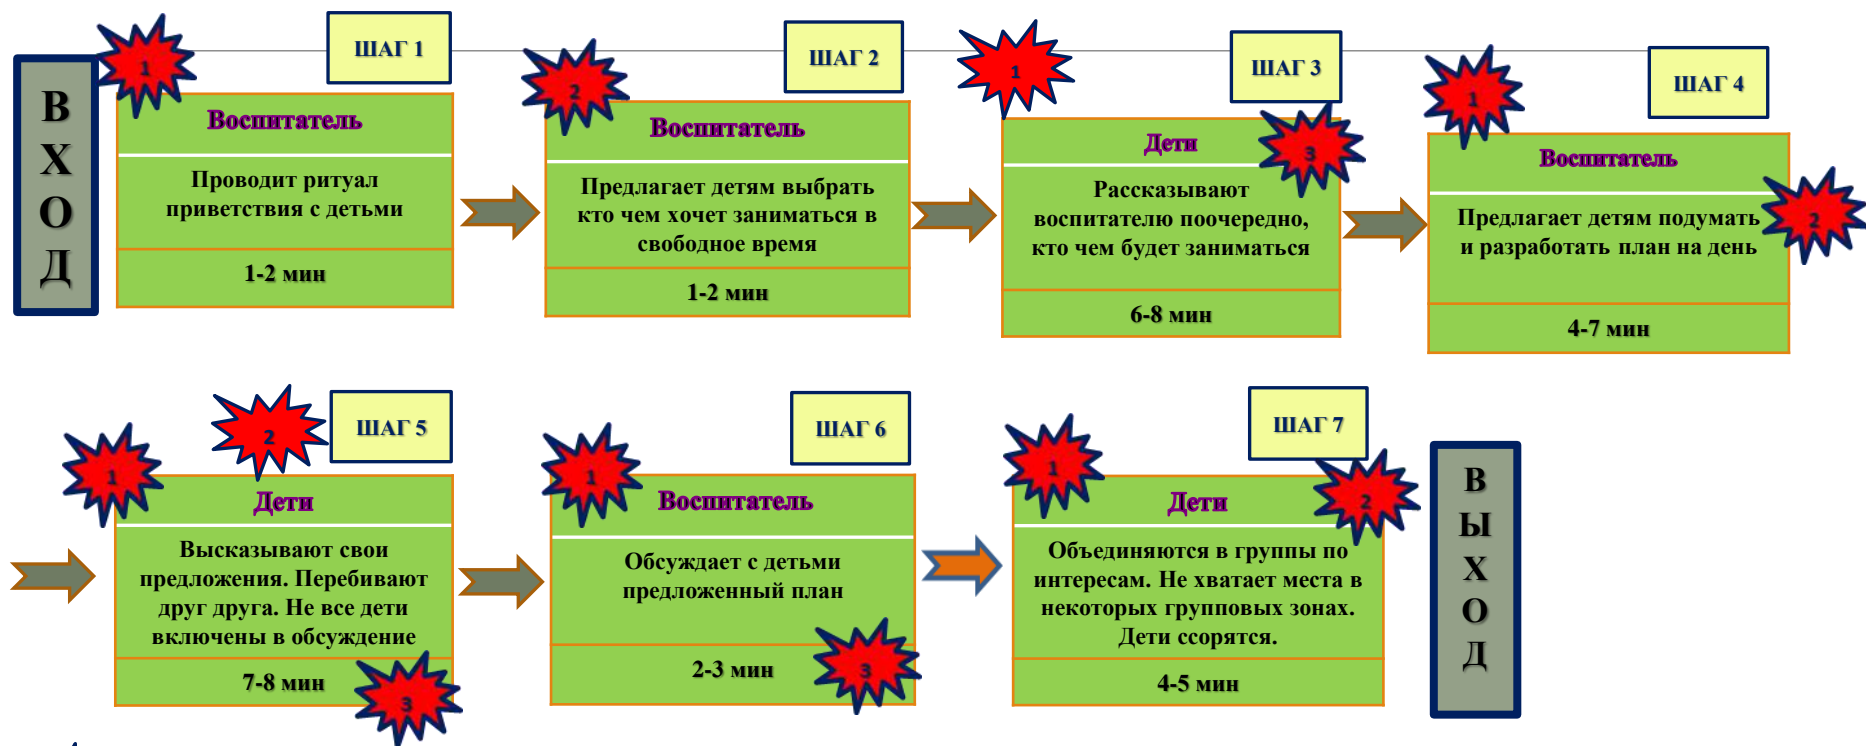 ВХОД
1
ШАГ 1
Воспитатель
Проводит ритуал
приветствия с детьми
1-2 мин
2
ШАГ 2
Воспитатель
Предлагает детям выбрать
кто чем хочет заниматься в
свободное время
1-2 мин
1
ШАГ 3
3
Дети
Рассказывают
воспитателю поочередно,
кто чем будет заниматься
6-8 мин
1
ШАГ 4
Воспитатель
2
Предлагает детям подумать
и разработать план на день
4-7 мин
1
2
ШАГ 5
Дети
Высказывают свои
предложения. Перебивают
друг друга. Не все дети
включены в обсуждение
7-8 мин
3
1
ШАГ 6
Воспитатель
Обсуждает с детьми
предложенный план
2-3 мин
3
1
ШАГ 7
2
Дети
Объединяются в группы по
интересам. Не хватает места в
некоторых групповых зонах.
Дети ссорятся.
4-5 мин
ВЫХОД